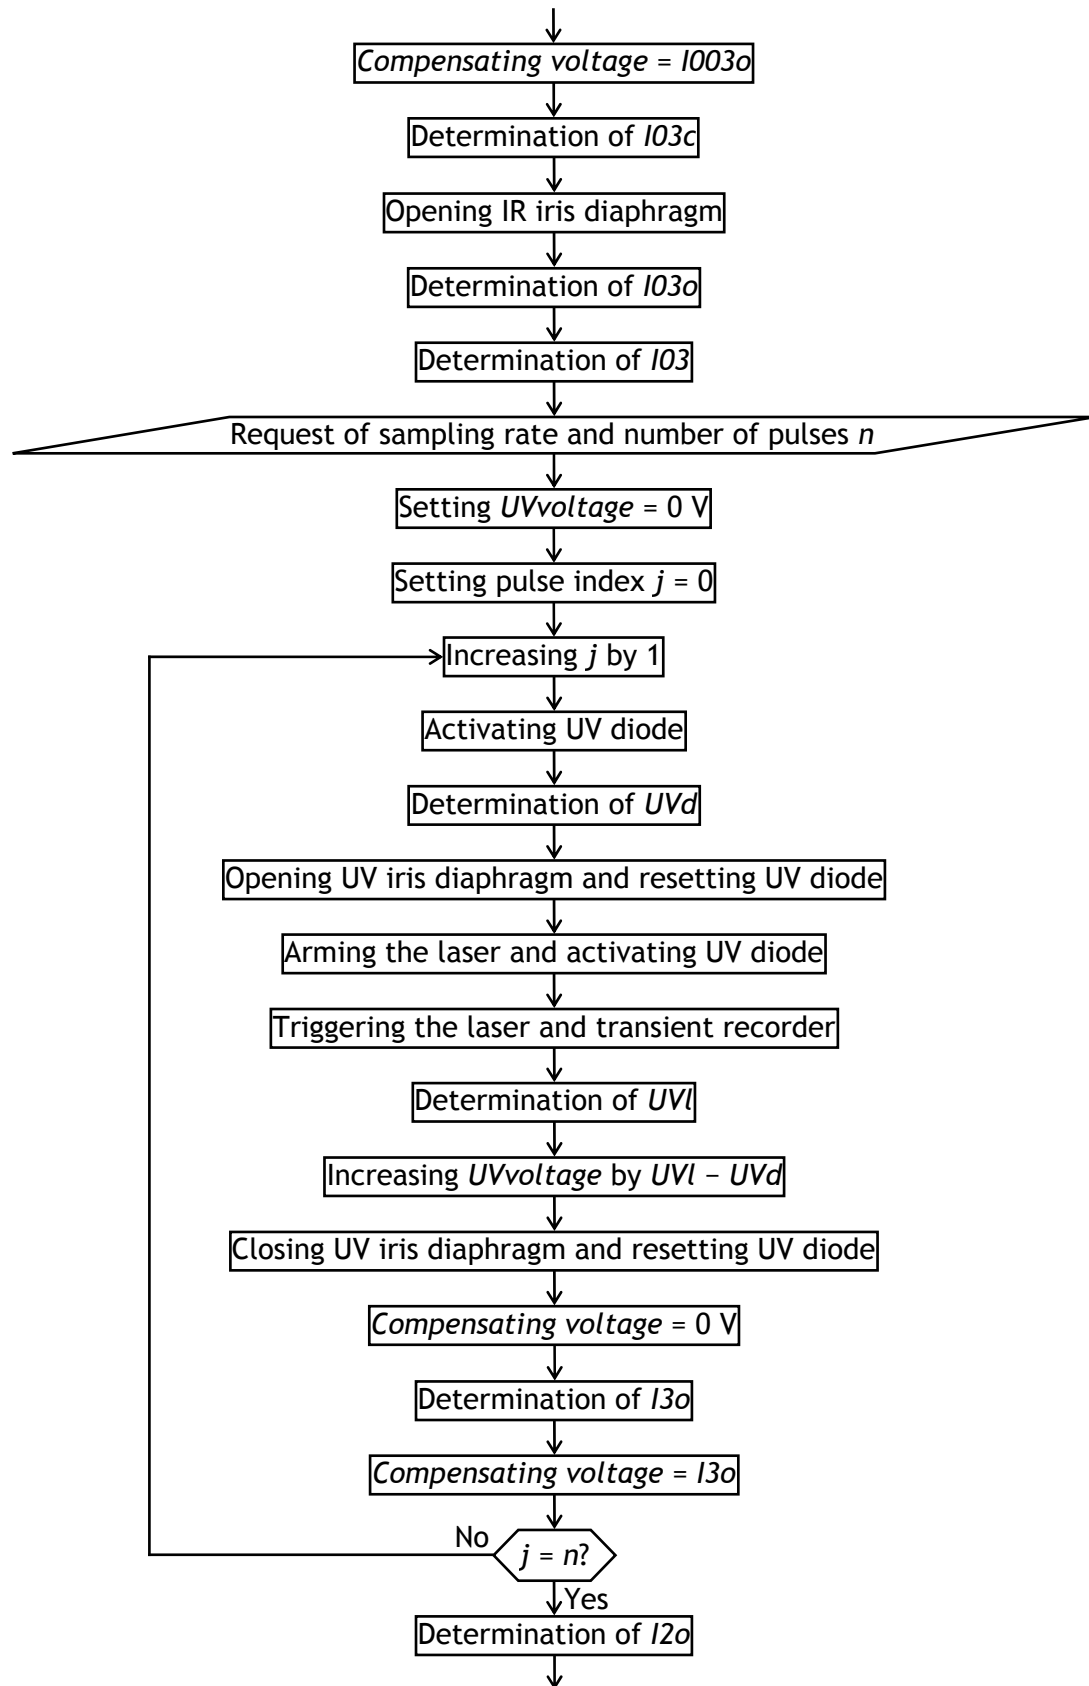 Compensating voltage = I003o
Determination of I03c
Opening IR iris diaphragm
Determination of I03o
Determination of I03
Request of sampling rate and number of pulses n
Setting UVvoltage = 0 V
Setting pulse index j = 0
Increasing j by 1
Activating UV diode
Determination of UVd
Opening UV iris diaphragm and resetting UV diode
Arming the laser and activating UV diode
Triggering the laser and transient recorder
Determination of UVl
Increasing UVvoltage by UVl − UVd
Closing UV iris diaphragm and resetting UV diode
Compensating voltage = 0 V
Determination of I3o
Compensating voltage = I3o
No
j = n?
Yes
Determination of I2o